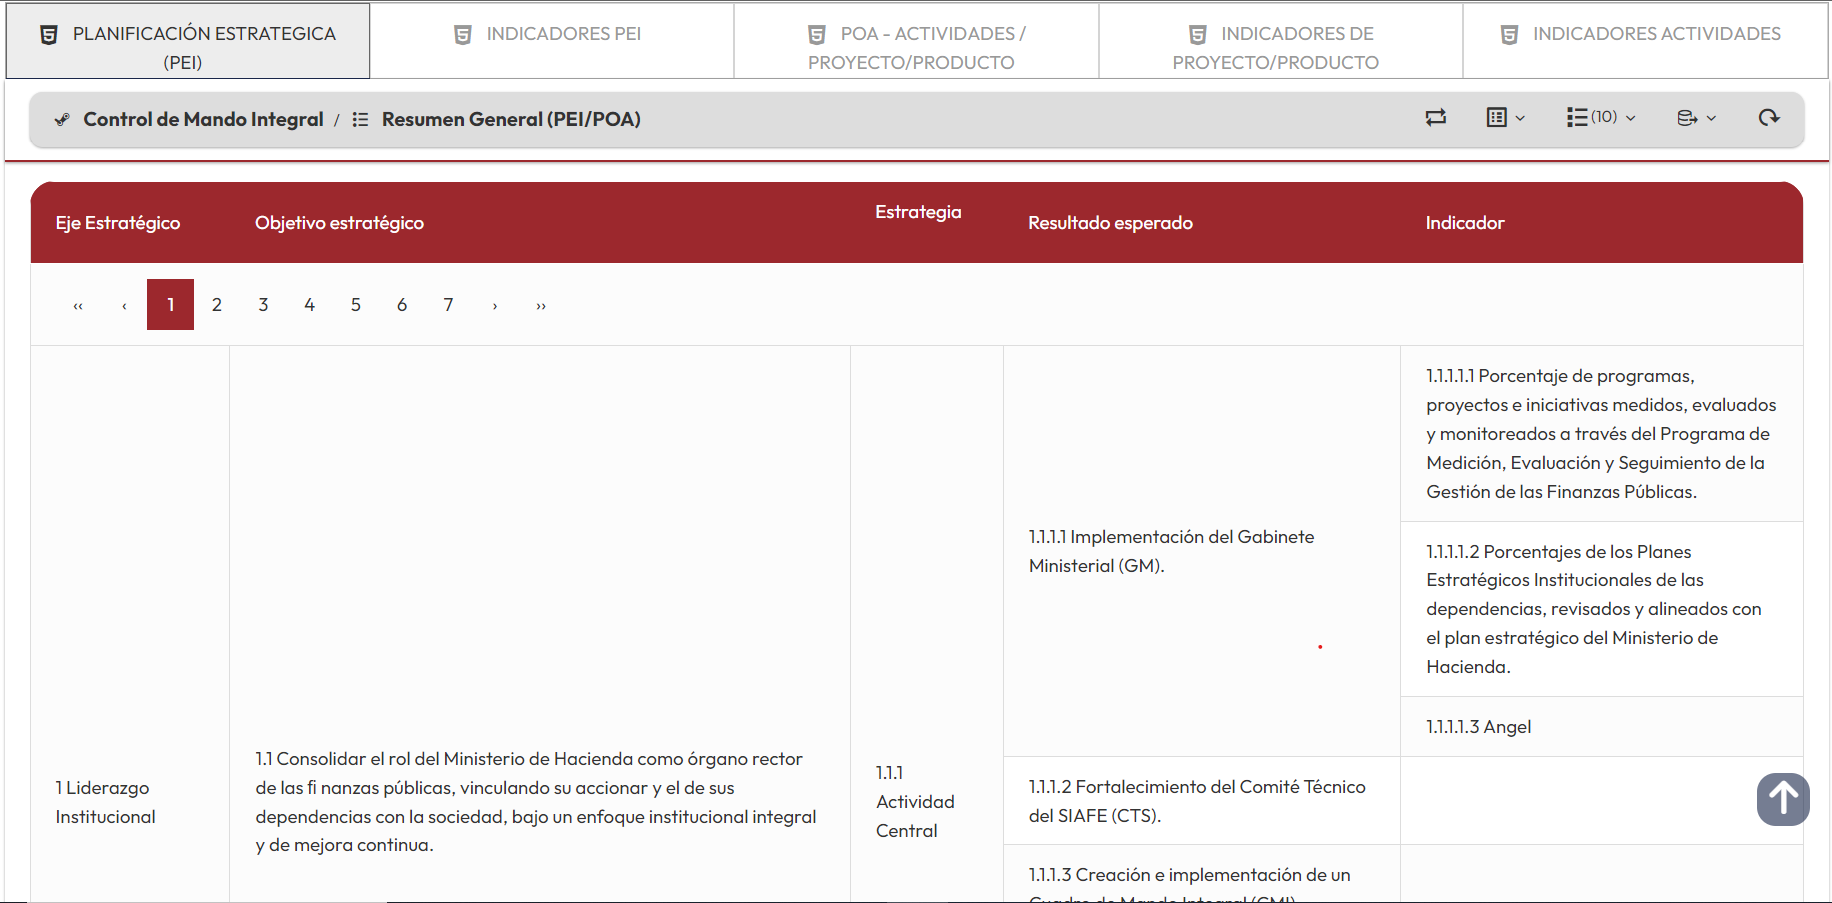 PLANIFICACIÓN ESTRATEGICA
(PEI)
INDICADORES PEI
POA - ACTIVIDADES /
PROYECTO/PRODUCTO
INDICADORES DE
PROYECTO/PRODUCTO
INDICADORES ACTIVIDADES
Control de Mando Integral / Resumen General (PEI/POA)
(10)
Eje Estratégico
Objetivo estratégico
Estrategia
Resultado esperado
Indicador
‹‹ ‹ 1 2 3 4 5 6 7 › ››
1 Liderazgo
Institucional
1.1 Consolidar el rol del Ministerio de Hacienda como órgano rector
de las fi nanzas públicas, vinculando su accionar y el de sus
dependencias con la sociedad, bajo un enfoque institucional integral
y de mejora continua.
1.1.1
Actividad
Central
1.1.1.1 Implementación del Gabinete
Ministerial (GM).
1.1.1.1.1 Porcentaje de programas,
proyectos e iniciativas medidos, evaluados
y monitoreados a través del Programa de
Medición, Evaluación y Seguimiento de la
Gestión de las Finanzas Públicas.
1.1.1.1.2 Porcentajes de los Planes
Estratégicos Institucionales de las
dependencias, revisados y alineados con
el plan estratégico del Ministerio de
Hacienda.
1.1.1.1.3 Angel
1.1.1.2 Fortalecimiento del Comité Técnico
del SIAFE (CTS).
1.1.1.3 Creación e implementación de un
Cuadro de Mando Integral (CMI)